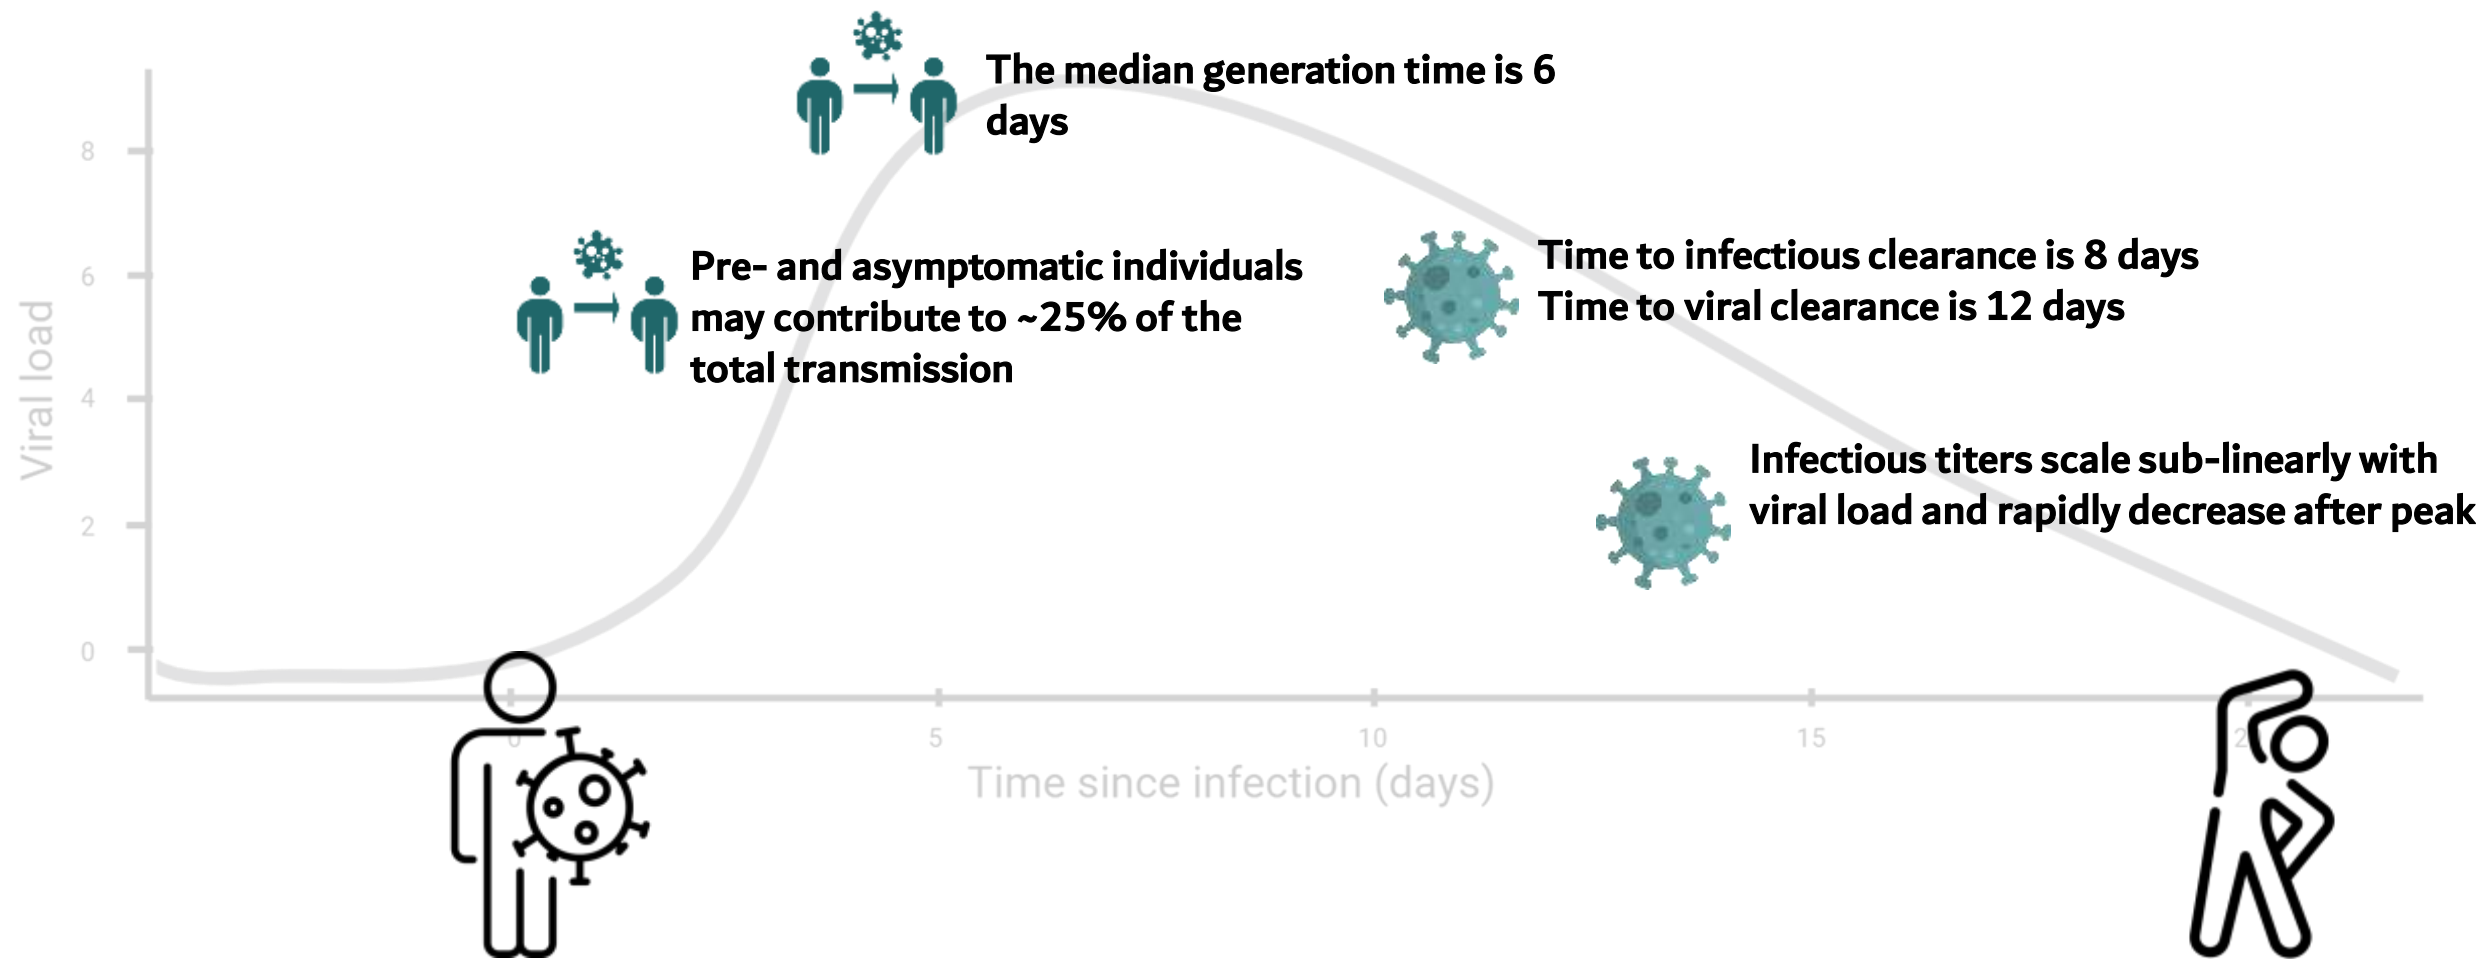 The median generation time is 6
days
8
Pre- and asymptomatic individuals
may contribute to ~25% of the
total transmission
Time to infectious clearance is 8 days
Time to viral clearance is 12 days
6
4
Viral load
Infectious titers scale sub-linearly with
viral load and rapidly decrease after peak
2
0
0
5
10
15
Time since infection (days)